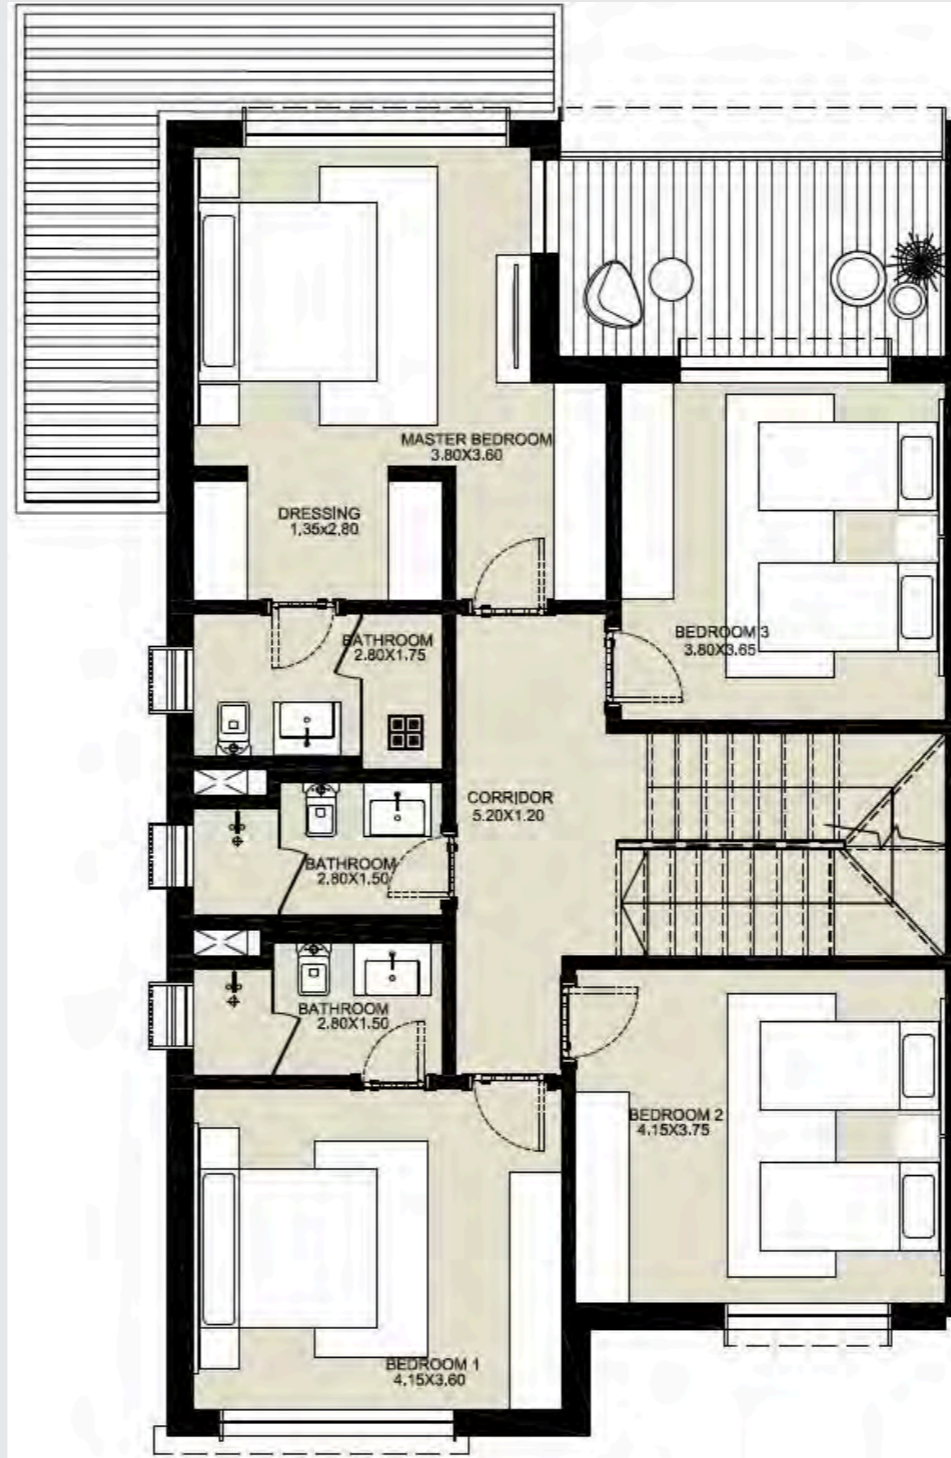 MASTER BEDROOM
3.80X3.60
DRESSING
1.35x2.80
BATHROOM
2.80X1.75
BEDROOM 3
3.80X3.65
CORRIDOR
5.20X1.20
BATHROOM
2.80X1.50
BATHROOM
2.80X1.50
BEDROOM 2
4.15X3.75
BEDROOM 1
4.15X3.60